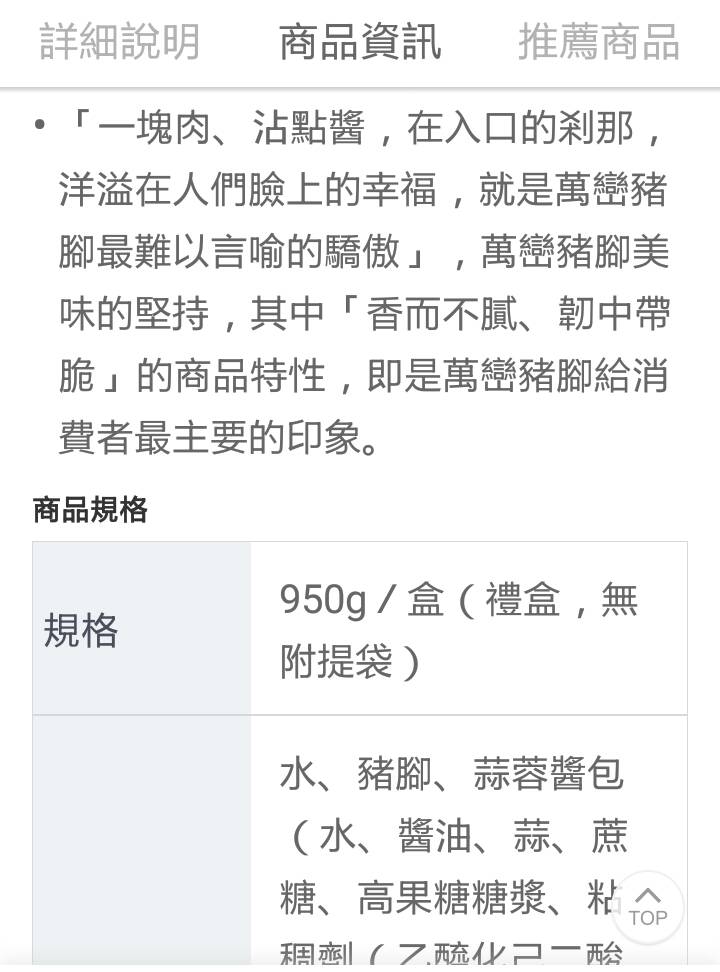 詳細說明 商品資訊 推薦商品
• 「一塊肉、沾點醬，在入口的剎那，
洋溢在人們臉上的幸福，就是萬巒豬
腳最難以言喻的驕傲」，萬巒豬腳美
味的堅持，其中「香而不膩、韌中帶
脆」的商品特性，即是萬巒豬腳給消
費者最主要的印象。
商品規格
規格
950g / 盒（禮盒，無
附提袋）
水、豬腳、蒜蓉醬包
（水、醬油、蒜、蔗
糖、高果糖糖漿、粘
TOP
稠劑（乙醯化己二酸